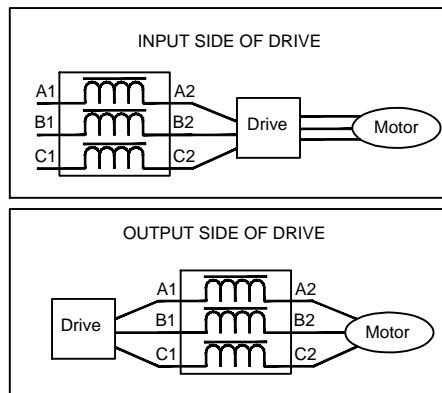 INPUT SIDE OF DRIVE
A1 A2
B1 B2 Drive Motor
C1 C2
OUTPUT SIDE OF DRIVE
A1 A2
Drive B1 B2 Motor
C1 C2